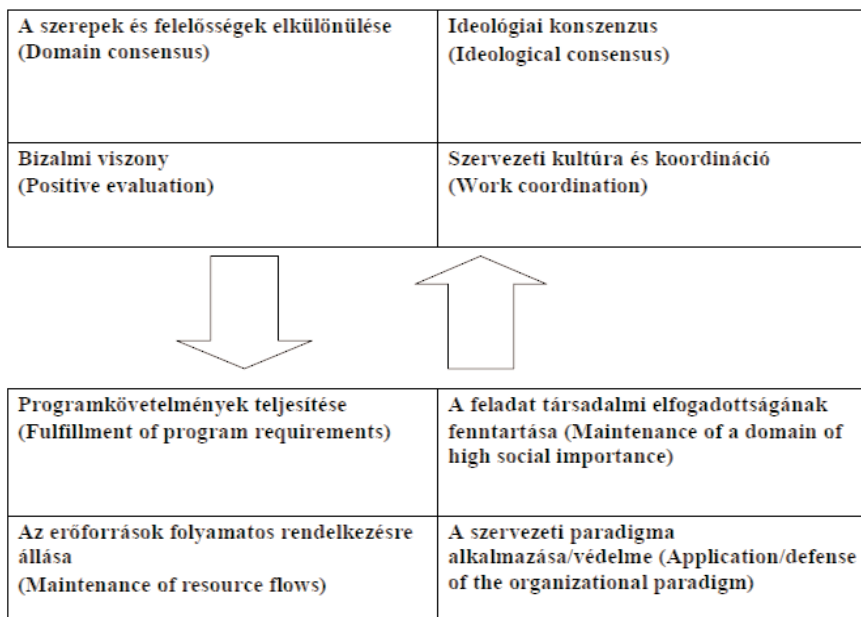 A szerepek és felelősségek elkülönülése
(Domain consensus)
Ideológiai konszenzus
(Ideological consensus)
Bizalmi viszony
(Positive evaluation)
Szervezeti kultúra és koordináció
(Work coordination)
Programkövetelmények teljesítése
(Fulfillment of program requirements)
A feladat társadalmi elfogadottságának
fenntartása (Maintenance of a domain of
high social importance)
Az erőforrások folyamatos rendelkezésre
állása
(Maintenance of resource flows)
A szervezeti paradigma
alkalmazása/védelme (Application/defense
of the organizational paradigm)